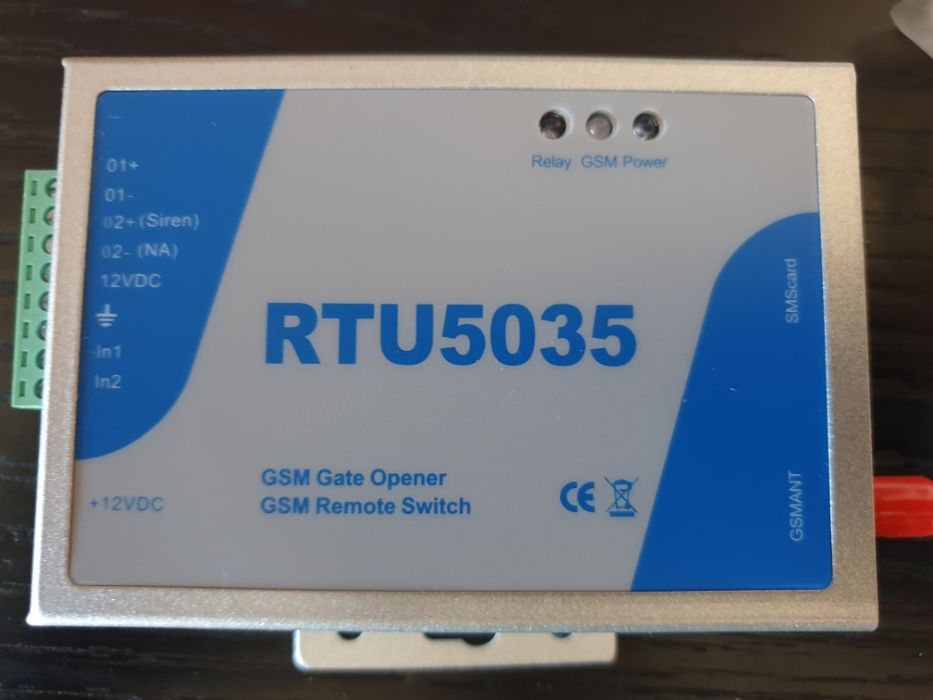 Relay GSM Power
01+
01-
02+ (Siren)
02- (NA)
12VDC
In1
In2
+12VDC
RTU5035
GSM Gate Opener
GSM Remote Switch
CE
SMScard
GSMANT